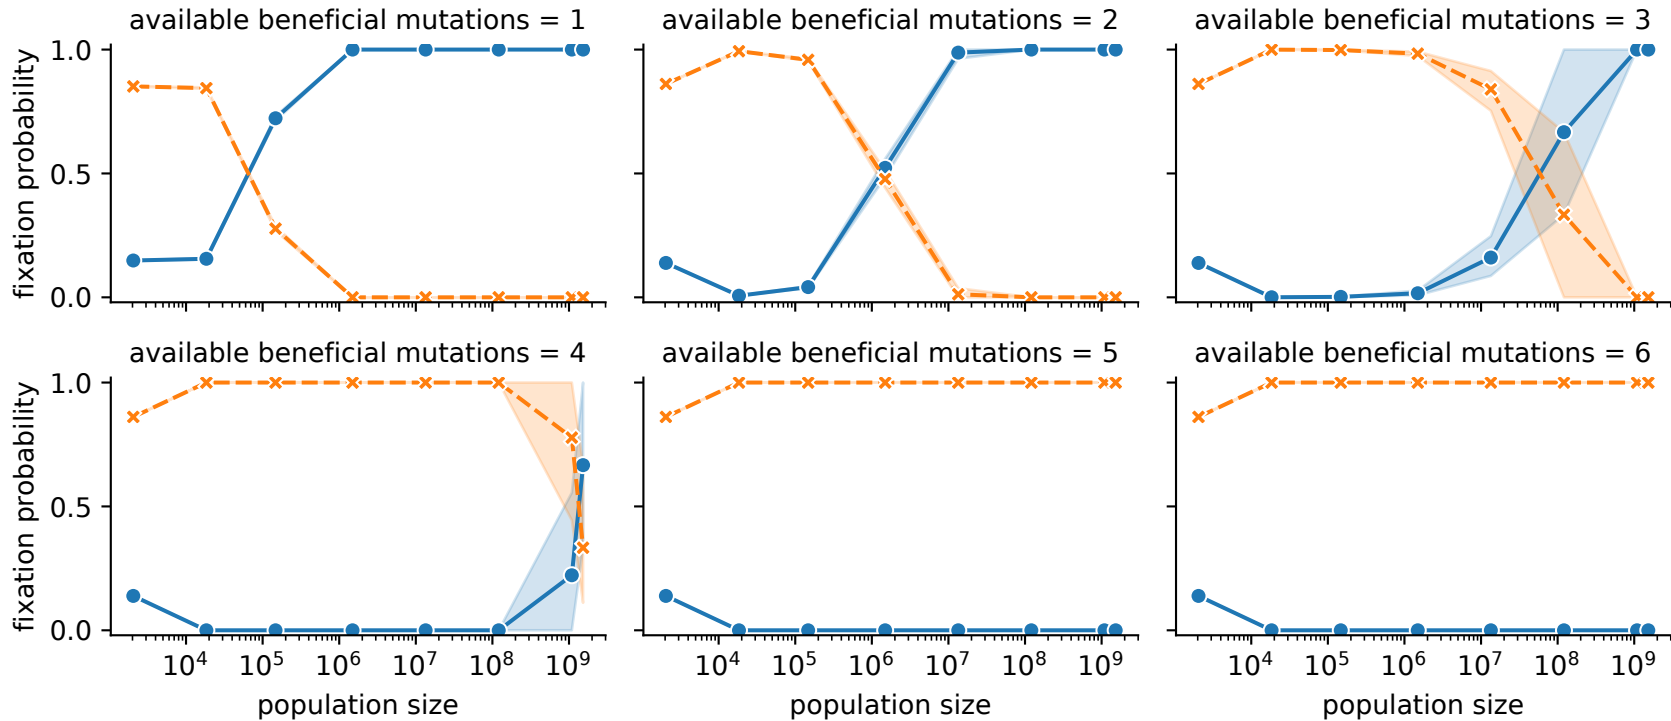 available beneficial mutations = 1
available beneficial mutations = 2
available beneficial mutations = 3
fixation probability
1.0
0.5
0.0
available beneficial mutations = 4
available beneficial mutations = 5
available beneficial mutations = 6
fixation probability
1.0
0.5
0.0
10⁴ 10⁵ 10⁶ 10⁷ 10⁸ 10⁹
10⁴ 10⁵ 10⁶ 10⁷ 10⁸ 10⁹
10⁴ 10⁵ 10⁶ 10⁷ 10⁸ 10⁹
population size
population size
population size